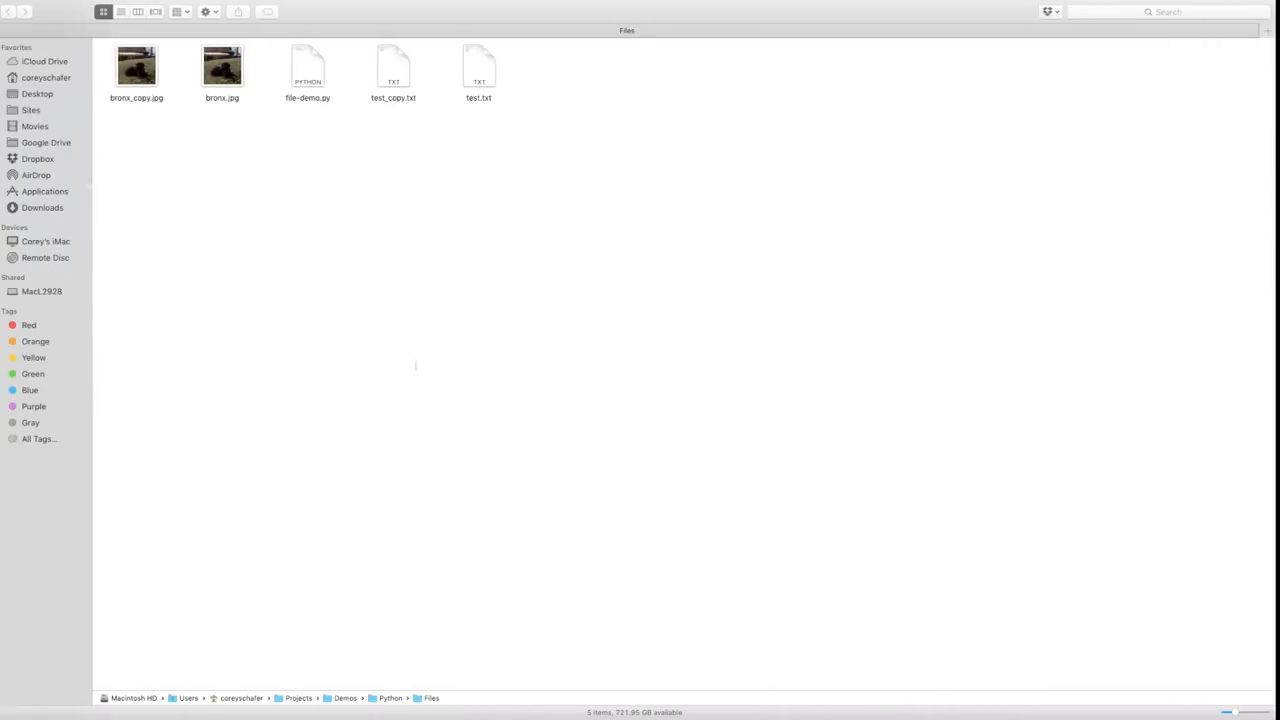 Search
Files
Favorites
iCloud Drive
coreyschafer
Desktop
Sites
Movies
Google Drive
Dropbox
AirDrop
Applications
Downloads
Devices
Corey's iMac
Remote Disc
Shared
MacL2928
Tags
Red
Orange
Yellow
Green
Blue
Purple
Gray
All Tags...
PYTHON TXT TXT
bronx_copy.jpg bronx.jpg file-demo.py test_copy.txt test.txt
Macintosh HD › Users › coreyschafer › Projects › Demos › Python › Files
5 items, 721.95 GB available